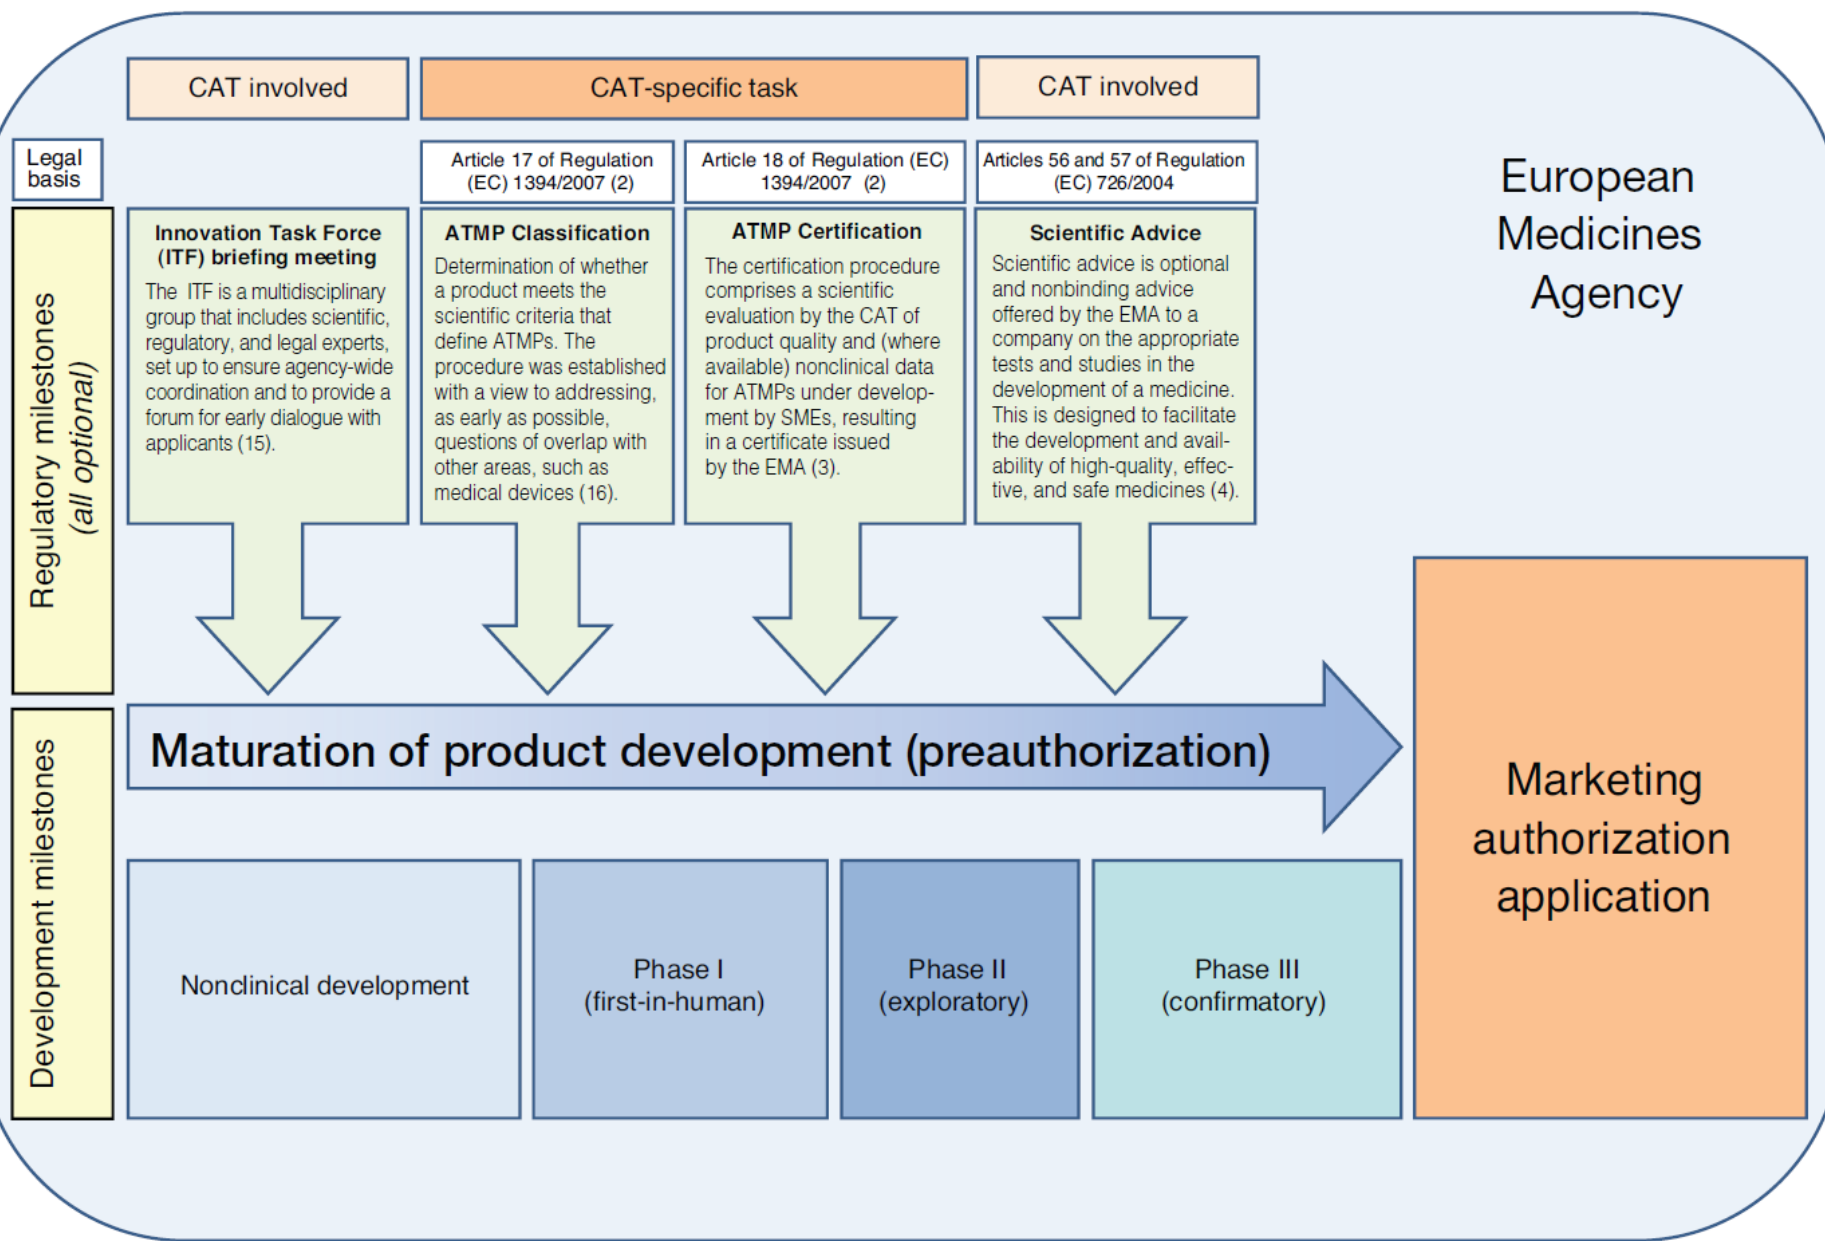 CAT involved
CAT-specific task
CAT involved
Legal
basis
Article 17 of Regulation
(EC) 1394/2007 (2)
Article 18 of Regulation (EC)
1394/2007 (2)
Articles 56 and 57 of Regulation
(EC) 726/2004
European
Medicines
Agency
Regulatory milestones
(all optional)
Innovation Task Force
(ITF) briefing meeting
The ITF is a multidisciplinary
group that includes scientific,
regulatory, and legal experts,
set up to ensure agency-wide
coordination and to provide a
forum for early dialogue with
applicants (15).
ATMP Classification
Determination of whether
a product meets the
scientific criteria that
define ATMPs. The
procedure was established
with a view to addressing,
as early as possible,
questions of overlap with
other areas, such as
medical devices (16).
ATMP Certification
The certification procedure
comprises a scientific
evaluation by the CAT of
product quality and (where
available) nonclinical data
for ATMPs under develop-
ment by SMEs, resulting
in a certificate issued
by the EMA (3).
Scientific Advice
Scientific advice is optional
and nonbinding advice
offered by the EMA to a
company on the appropriate
tests and studies in the
development of a medicine.
This is designed to facilitate
the development and avail-
ability of high-quality, effec-
tive, and safe medicines (4).
Maturation of product development (preauthorization)
Marketing
authorization
application
Development milestones
Nonclinical development
Phase I
(first-in-human)
Phase II
(exploratory)
Phase III
(confirmatory)